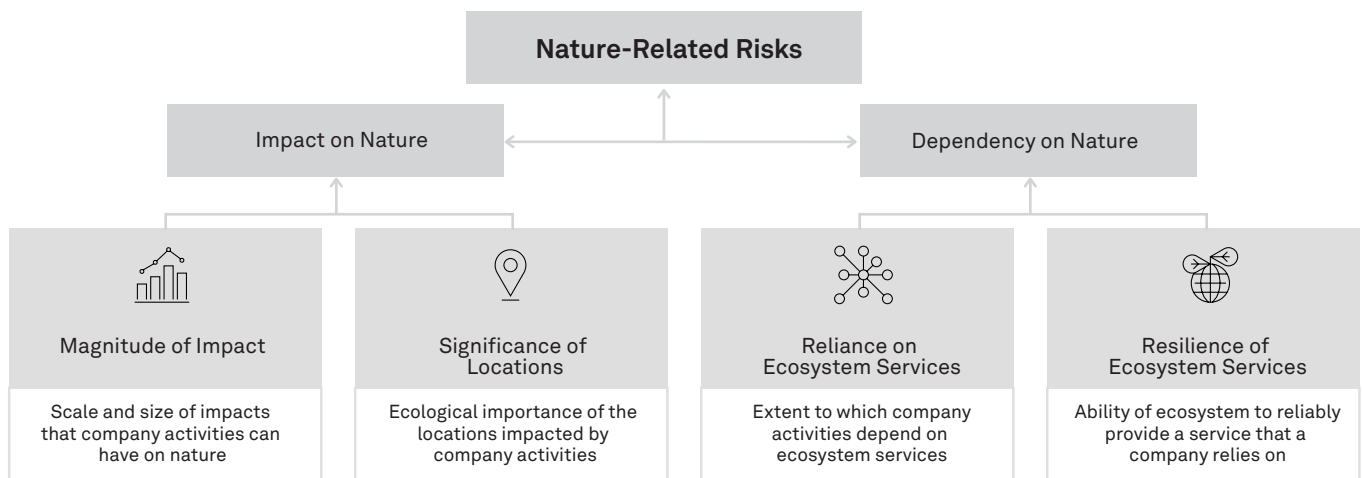 Nature-Related Risks
Impact on Nature
Dependency on Nature
Magnitude of Impact
Scale and size of impacts
that company activities can
have on nature
Significance of
Locations
Ecological importance of the
locations impacted by
company activities
Reliance on
Ecosystem Services
Extent to which company
activities depend on
ecosystem services
Resilience of
Ecosystem Services
Ability of ecosystem to reliably
provide a service that a
company relies on